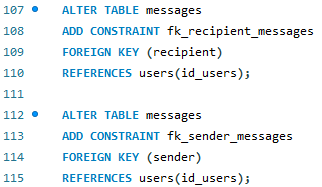 107 ALTER TABLE messages
108 ADD CONSTRAINT fk_recipient_messages
109 FOREIGN KEY (recipient)
110 REFERENCES users(id_users);
111
112 ALTER TABLE messages
113 ADD CONSTRAINT fk_sender_messages
114 FOREIGN KEY (sender)
115 REFERENCES users(id_users);